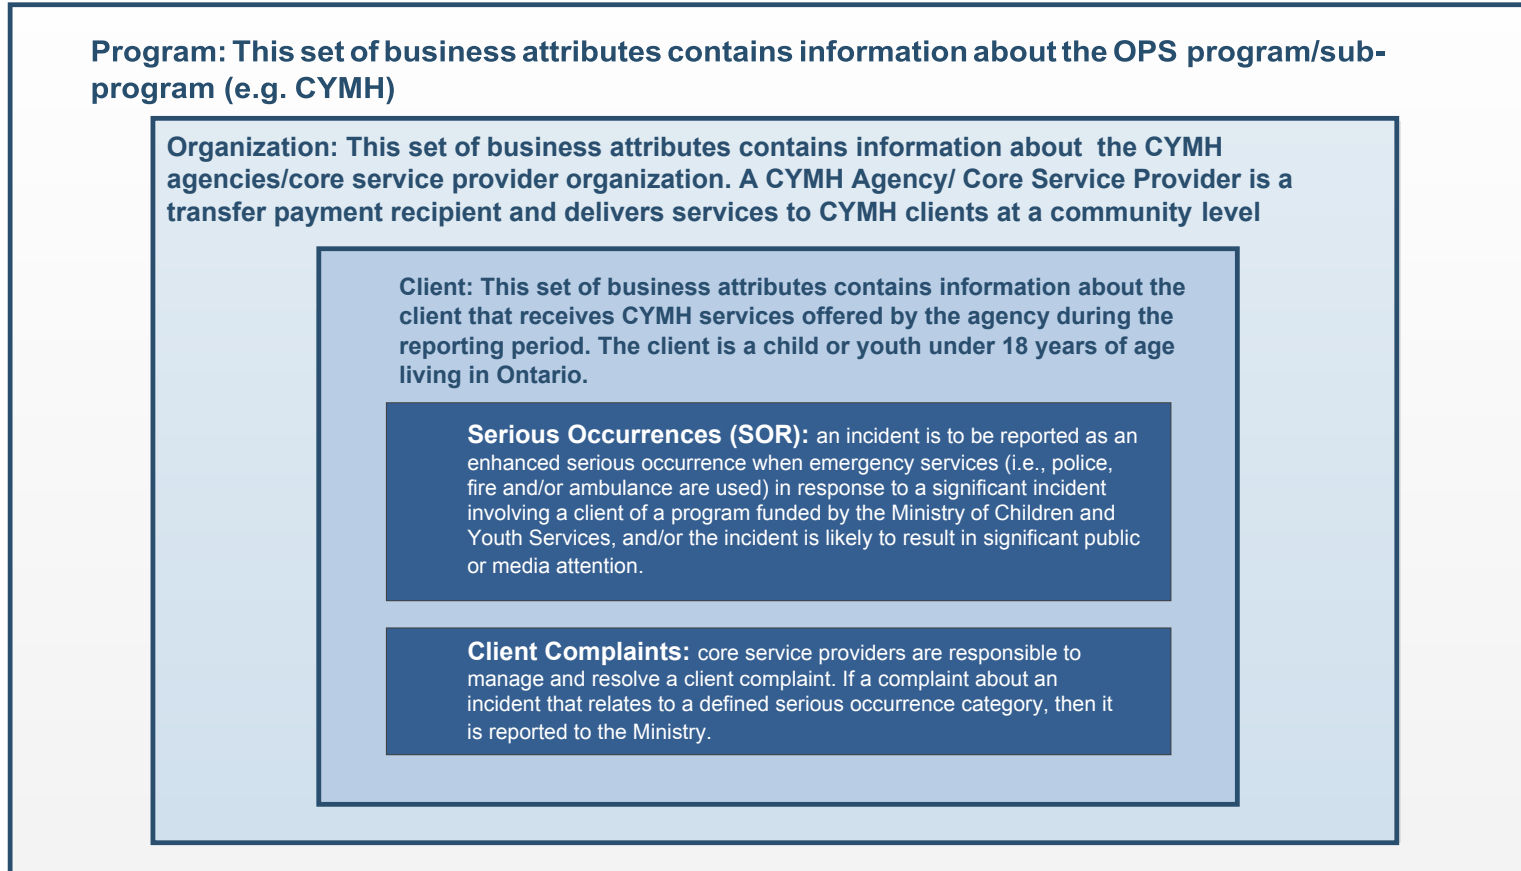 Program: This set of business attributes contains information about the OPS program/sub-
program (e.g. CYMH)
Organization: This set of business attributes contains information about the CYMH
agencies/core service provider organization. A CYMH Agency/ Core Service Provider is a
transfer payment recipient and delivers services to CYMH clients at a community level
Client: This set of business attributes contains information about the
client that receives CYMH services offered by the agency during the
reporting period. The client is a child or youth under 18 years of age
living in Ontario.
Serious Occurrences (SOR): an incident is to be reported as an
enhanced serious occurrence when emergency services (i.e., police,
fire and/or ambulance are used) in response to a significant incident
involving a client of a program funded by the Ministry of Children and
Youth Services, and/or the incident is likely to result in significant public
or media attention.
Client Complaints: core service providers are responsible to
manage and resolve a client complaint. If a complaint about an
incident that relates to a defined serious occurrence category, then it
is reported to the Ministry.